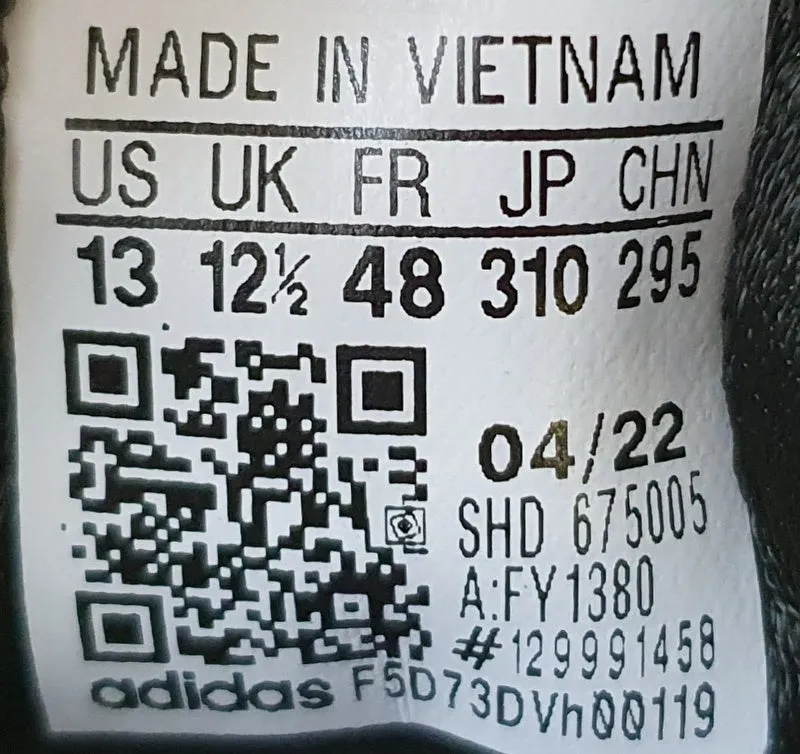 MADE IN VIETNAM
US UK FR JP CHN
13 12½ 48 310 295
04/22
SHD 675005
A:FY1380
#129991458
adidas F5D73DVh00119